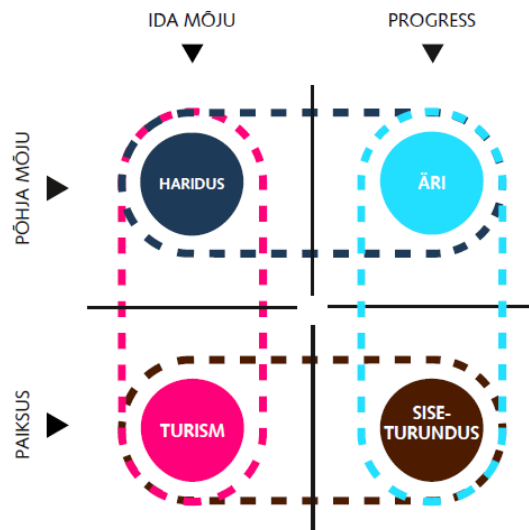 IDA MÕJU
PROGRESS
PÕHJA MÕJU
HARIDUS
ÄRI
PAIKSUS
TURISM
SISE-
TURUNDUS